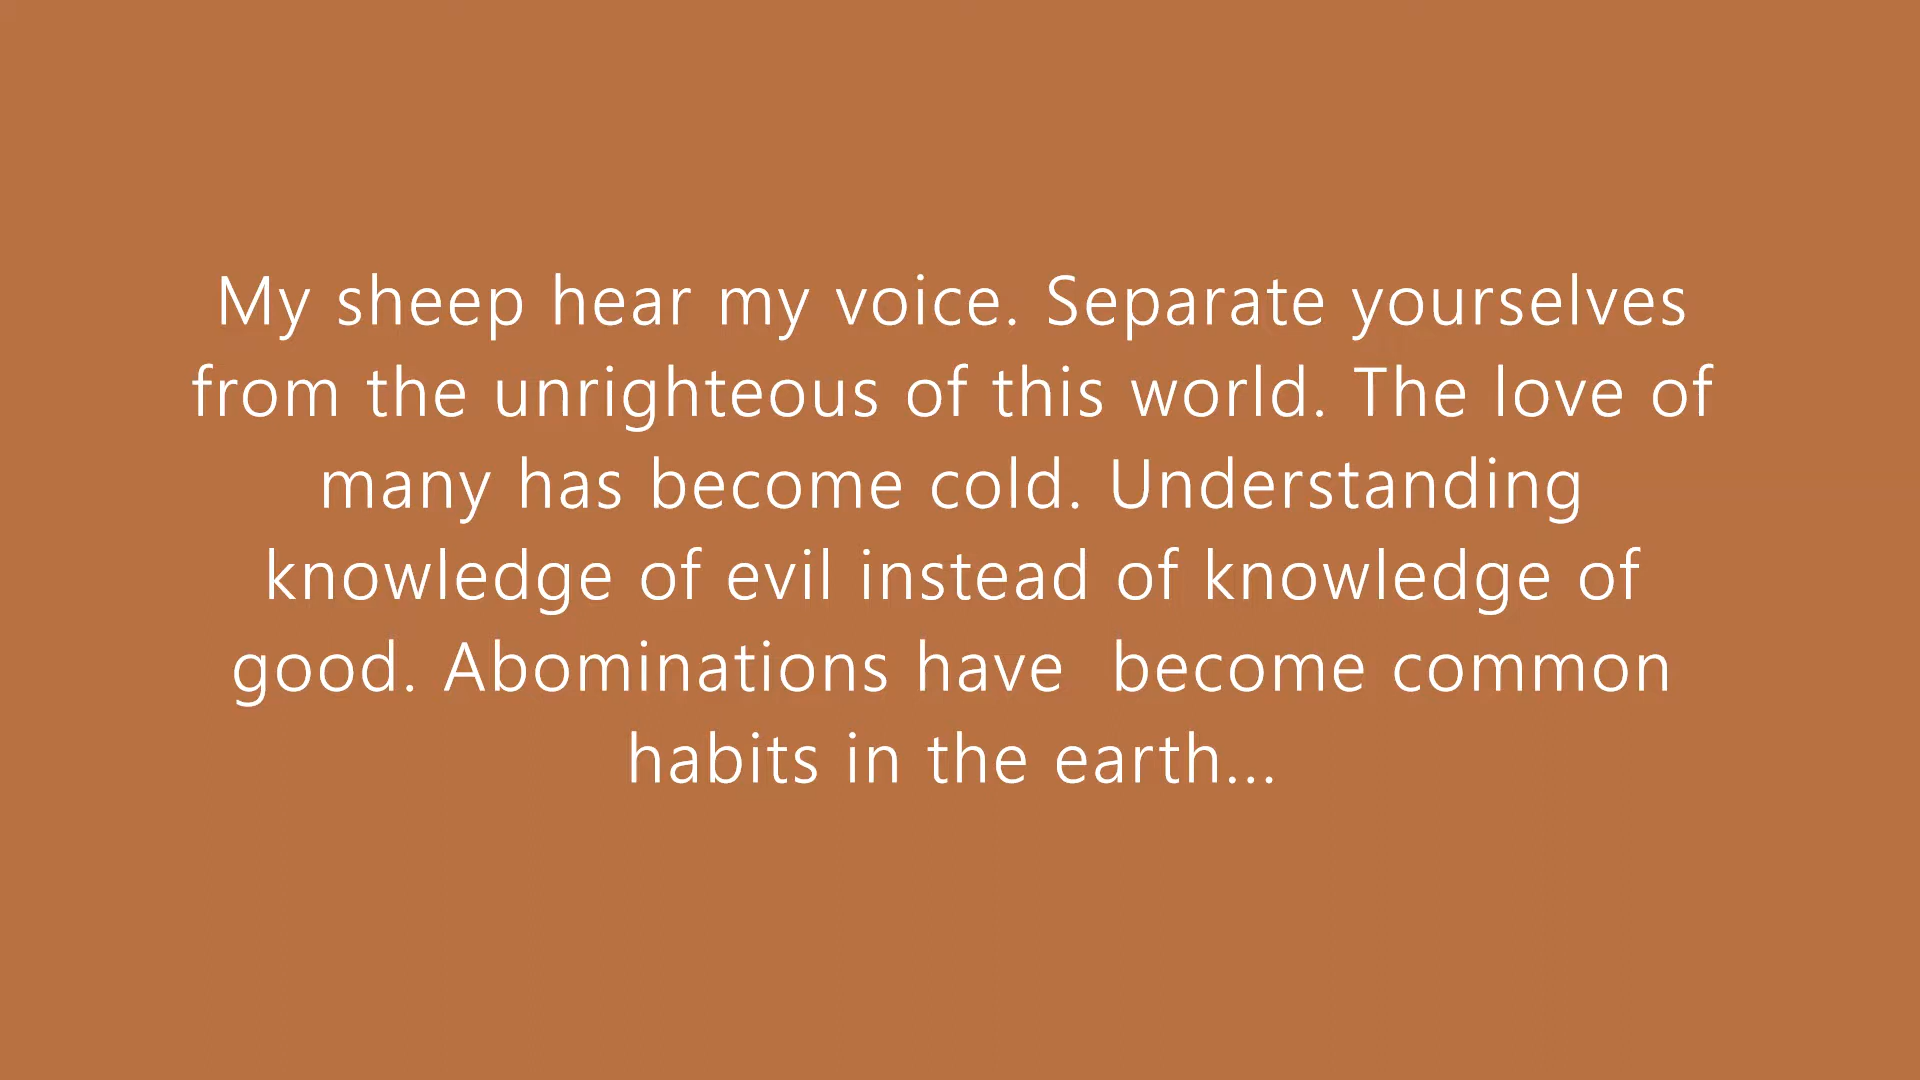 My sheep hear my voice. Separate yourselves
from the unrighteous of this world. The love of
many has become cold. Understanding
knowledge of evil instead of knowledge of
good. Abominations have  become common
habits in the earth...